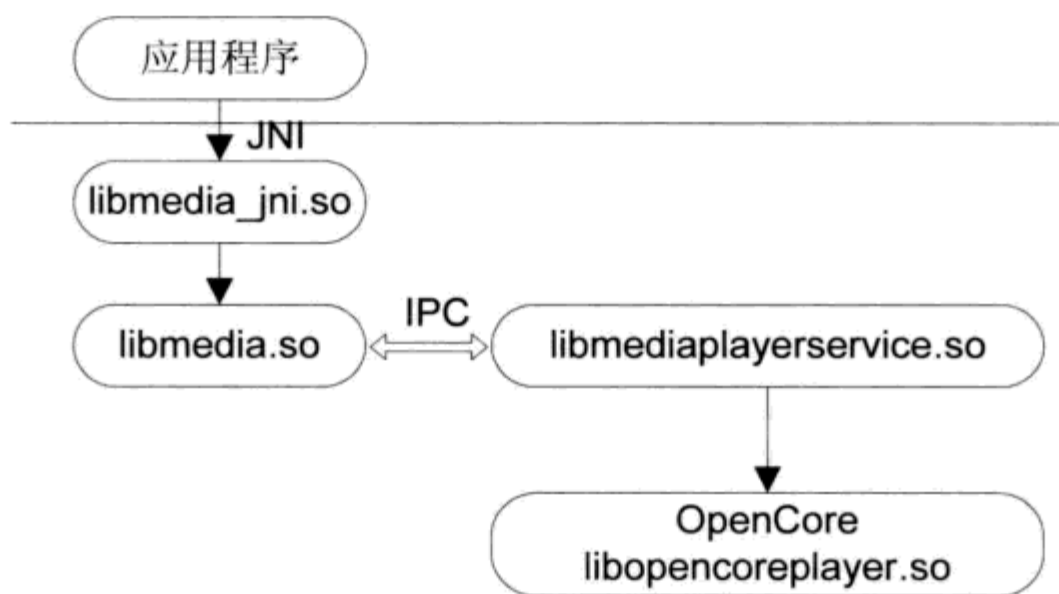 应用程序
JNI
libmedia_jni.so
IPC
libmedia.so
libmediaplayerservice.so
OpenCore
libopencoreplayer.so